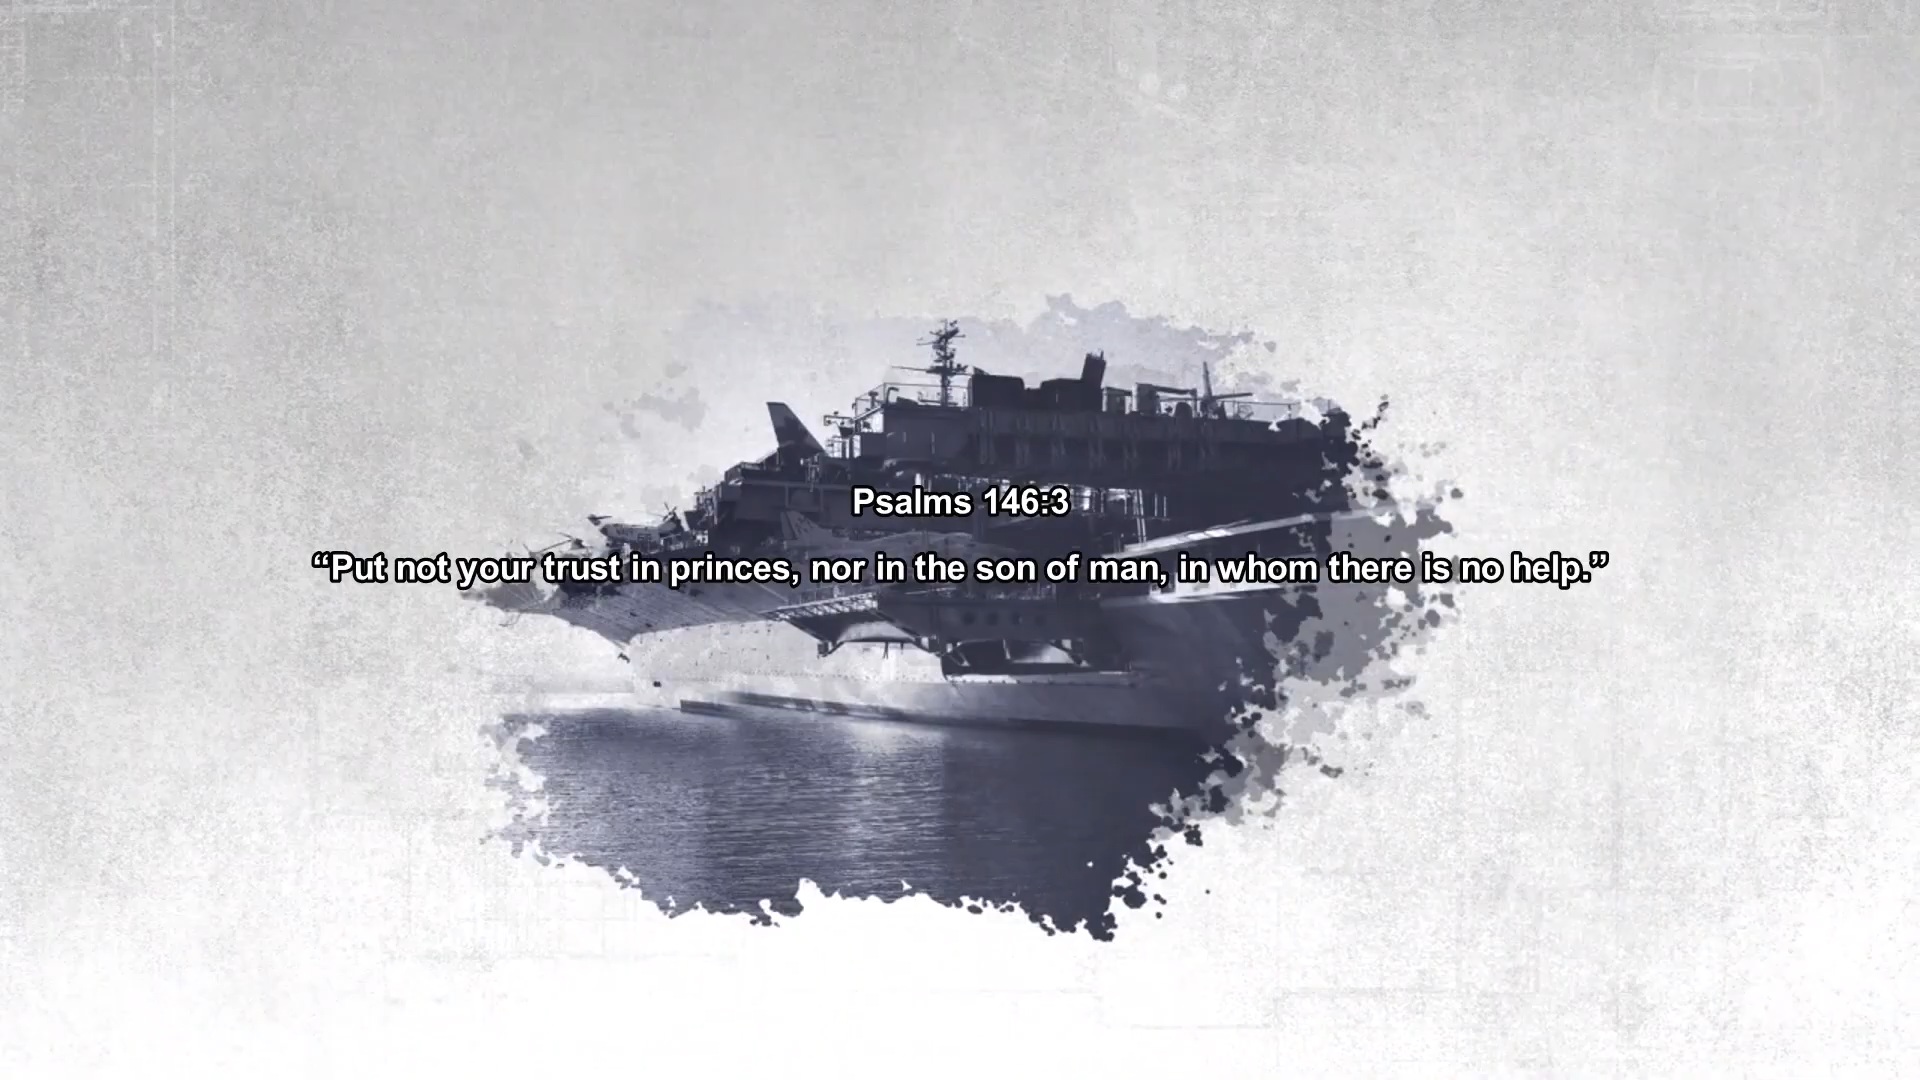 Psalms 146:3
“Put not your trust in princes, nor in the son of man, in whom there is no help.”